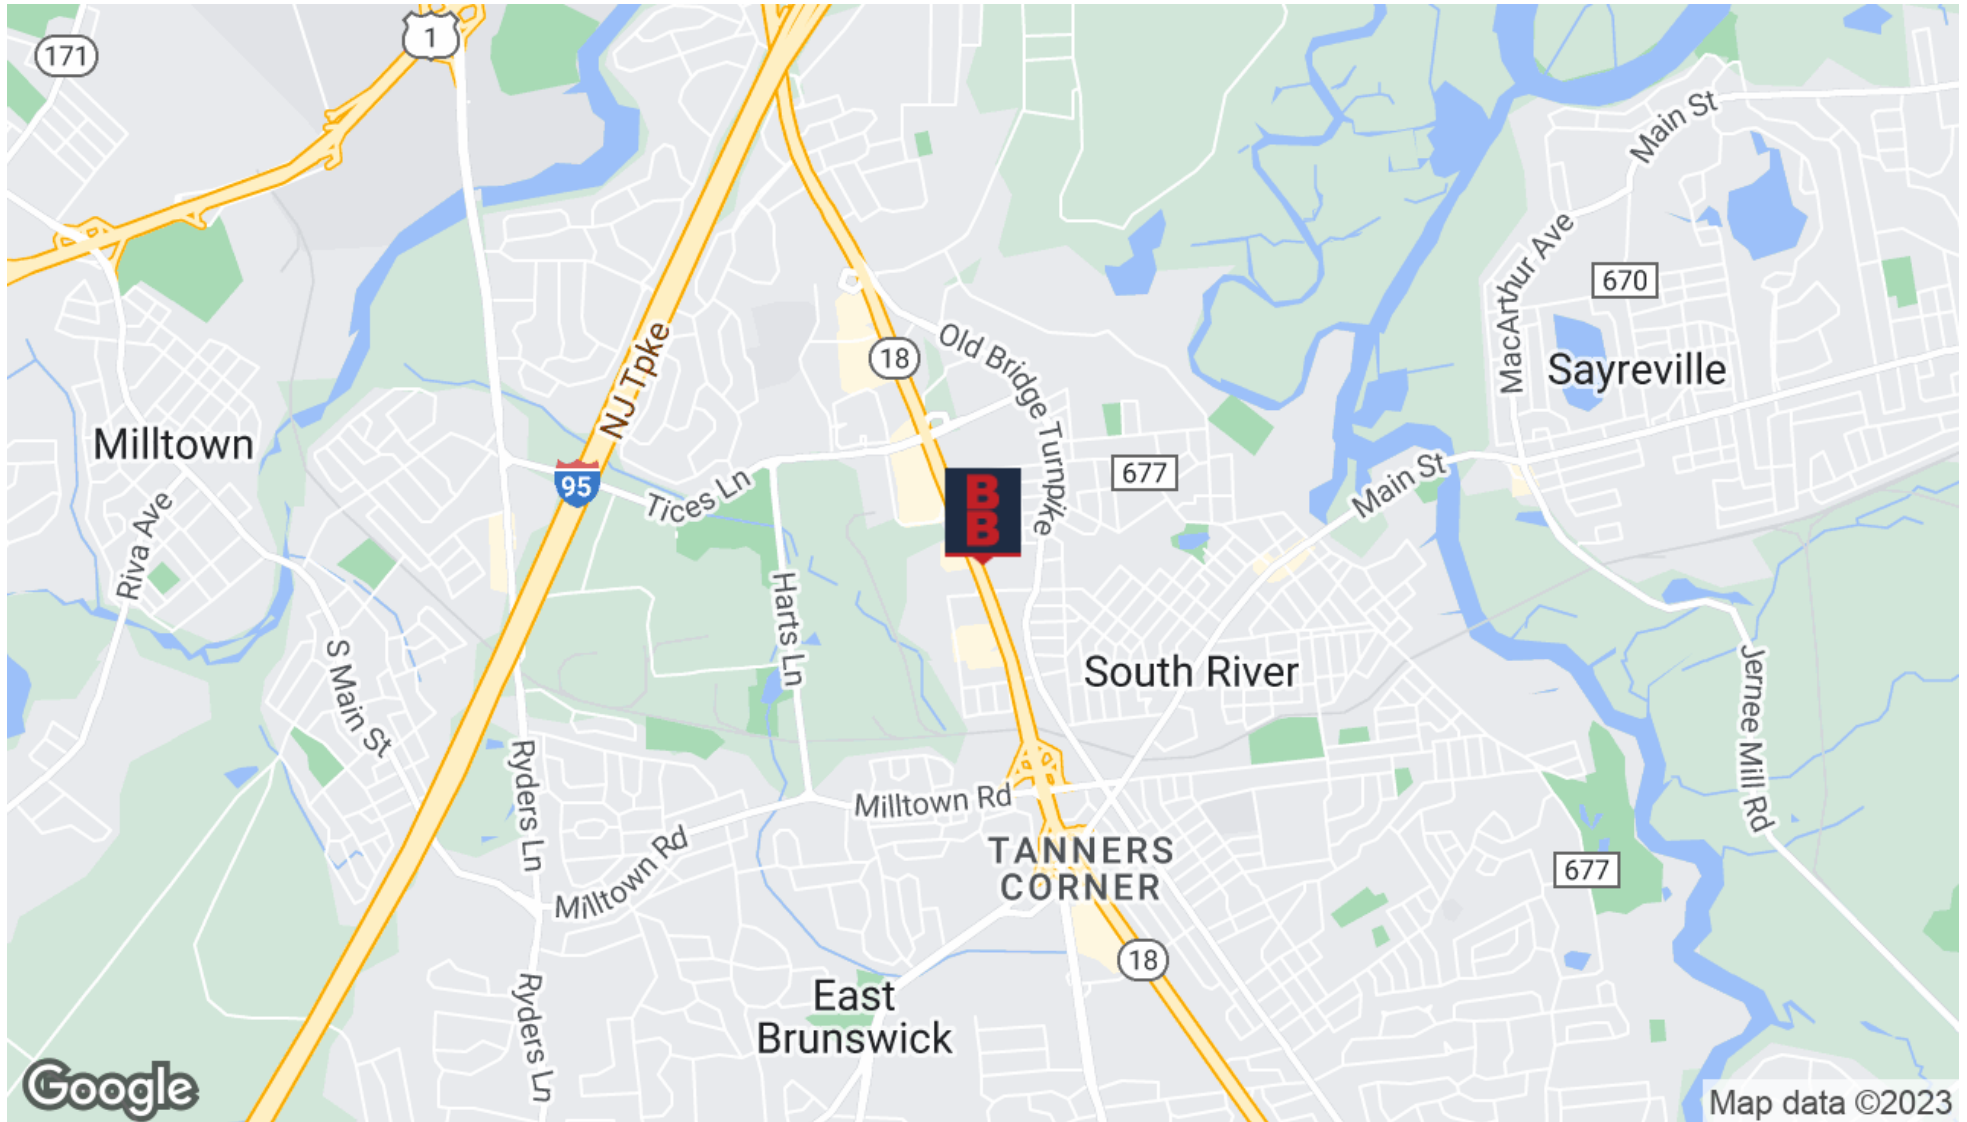 171
1
Main St
MacArthur Ave
670
NJ Tpke
18
Old Bridge Turnpike
Sayreville
Milltown
677
Main St
95
Tices Ln
B
B
Riva Ave
Harts Ln
S Main St
South River
Jernee Mill Rd
Ryders Ln
Milltown Rd
Milltown Rd
TANNERS
CORNER
677
18
East
Brunswick
Ryders Ln
Google
Map data ©2023